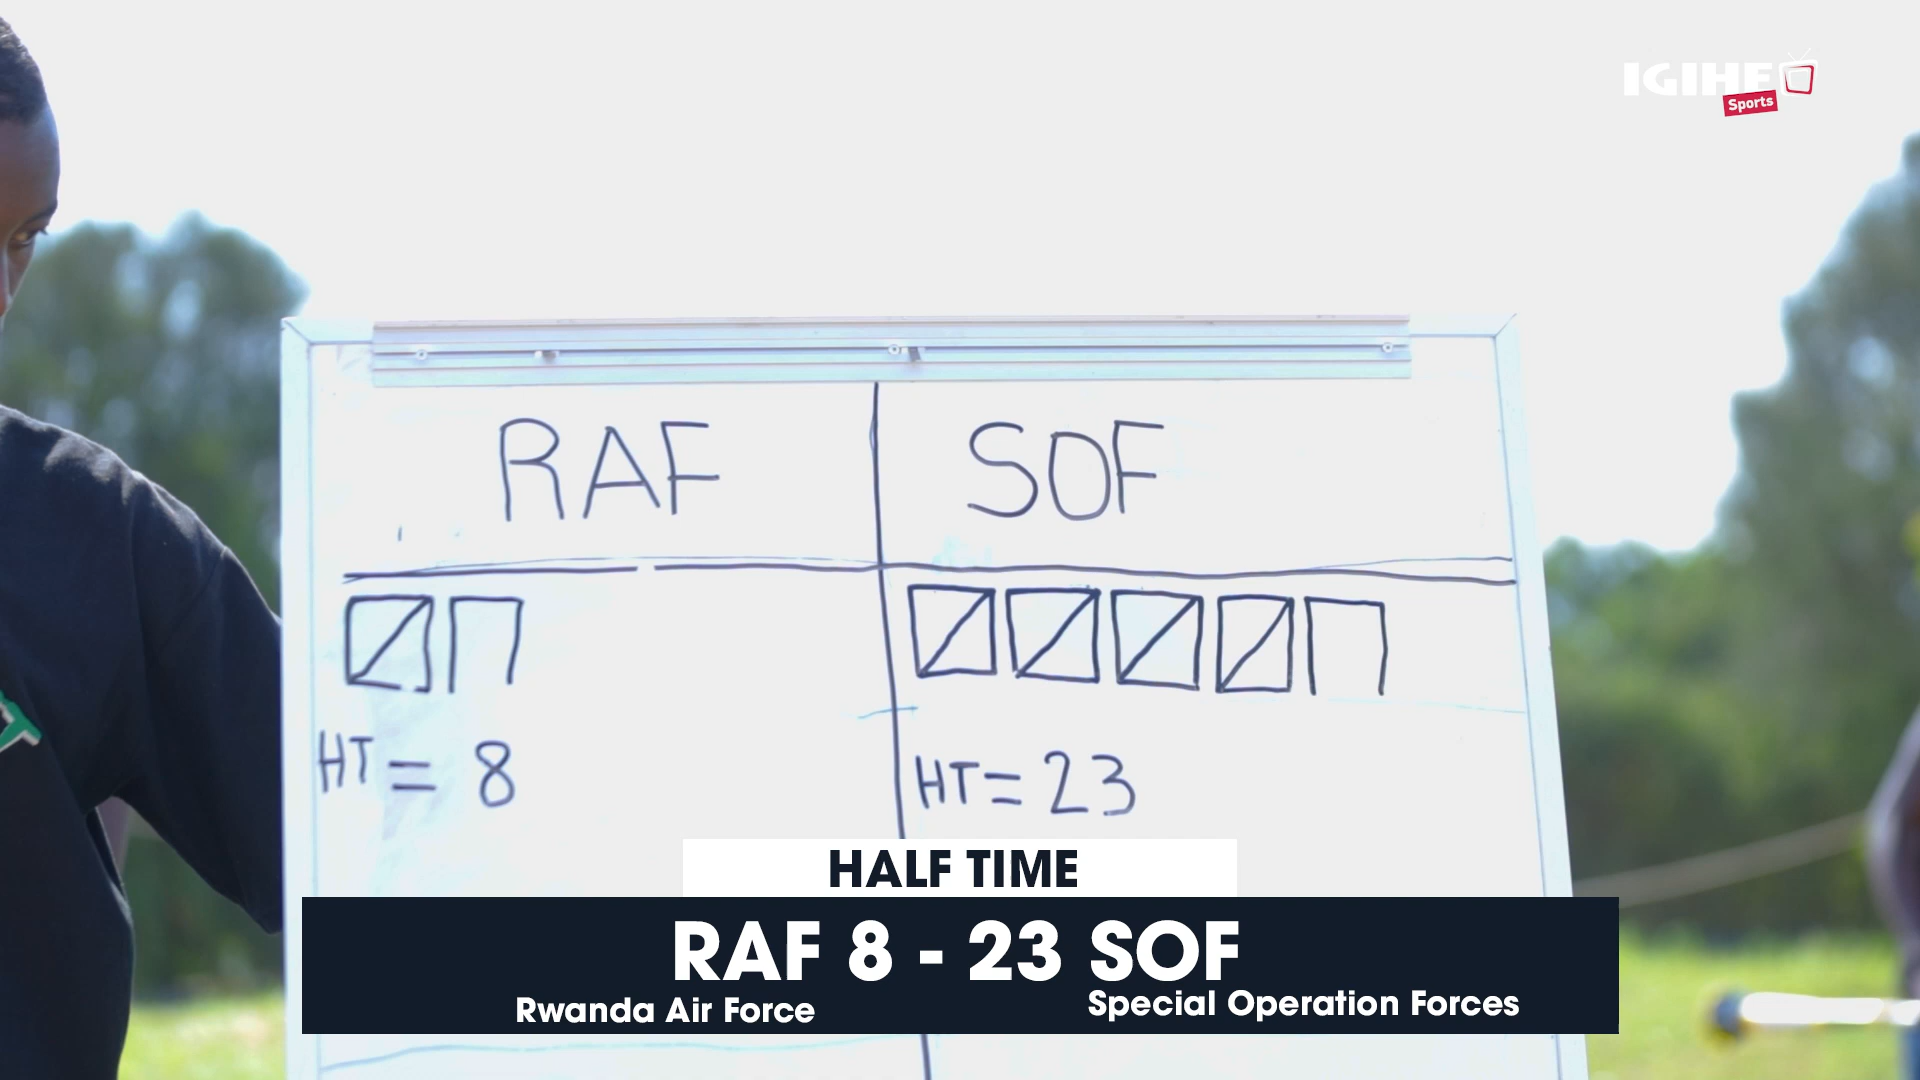 IGIHE
Sports
RAF SOF
HT = 8
HT = 23
HALF TIME
RAF 8 - 23 SOF
Rwanda Air Force
Special Operation Forces